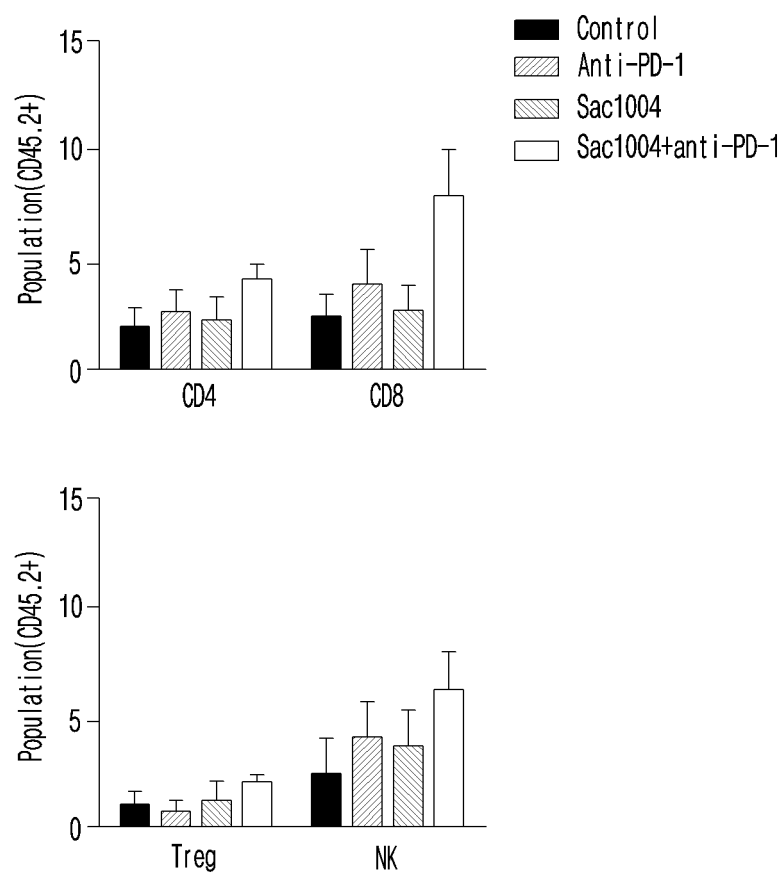 Control
Anti-PD-1
Sac1004
Sac1004+anti-PD-1
Population(CD45.2+)
15
10
5
0
CD4 CD8
Population(CD45.2+)
15
10
5
0
Treg NK